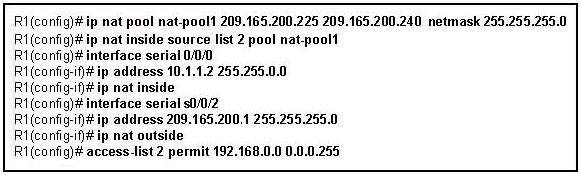 R1(config)# ip nat pool nat-pool1 209.165.200.225 209.165.200.240 netmask 255.255.255.0
R1(config)# ip nat inside source list 2 pool nat-pool1
R1(config)# interface serial 0/0/0
R1(config-if)# ip address 10.1.1.2 255.255.0.0
R1(config-if)# ip nat inside
R1(config)# interface serial s0/0/2
R1(config-if)# ip address 209.165.200.1 255.255.255.0
R1(config-if)# ip nat outside
R1(config)# access-list 2 permit 192.168.0.0 0.0.0.255